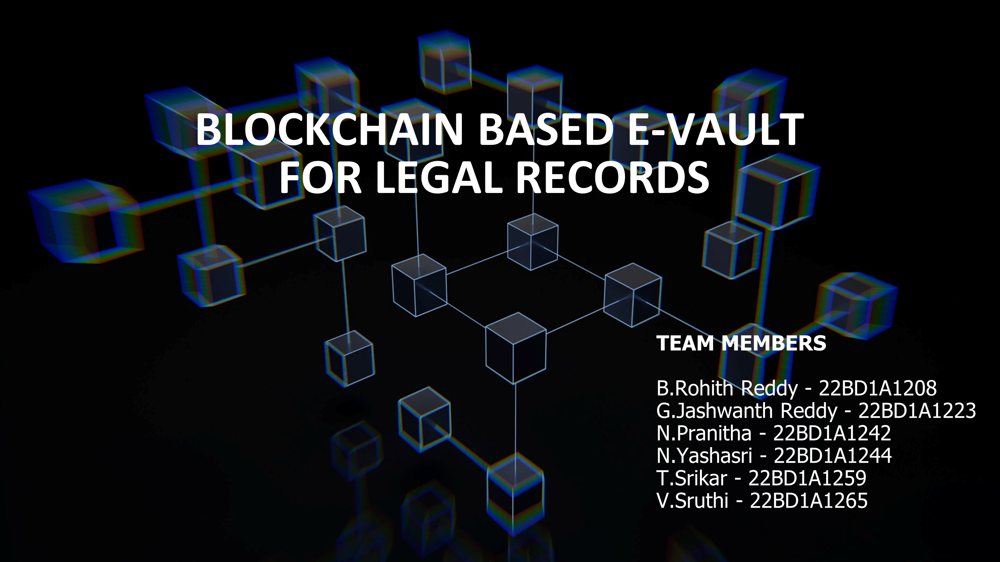 BLOCKCHAIN BASED E-VAULT
FOR LEGAL RECORDS
TEAM MEMBERS
B.Rohith Reddy - 22BD1A1208
G.Jashwanth Reddy - 22BD1A1223
N.Pranitha - 22BD1A1242
N.Yashasri - 22BD1A1244
T.Srikar - 22BD1A1259
V.Sruthi - 22BD1A1265